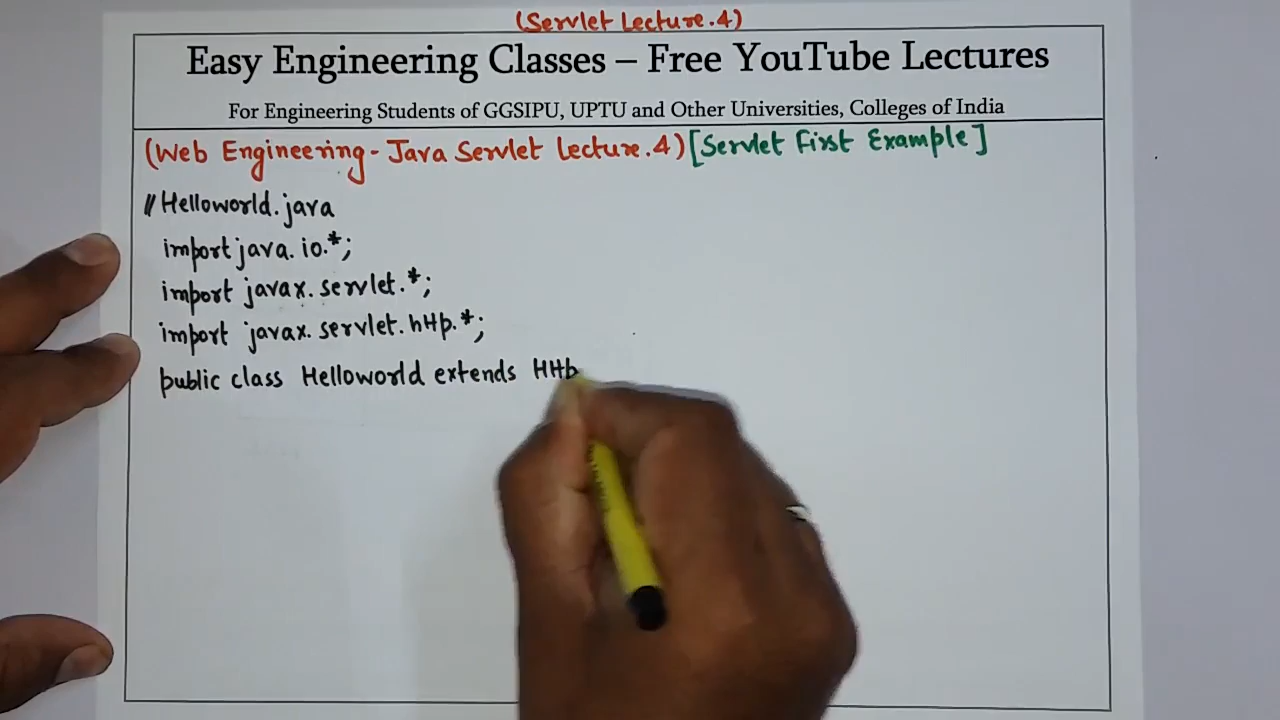 (Servlet Lecture.4)
Easy Engineering Classes – Free YouTube Lectures
For Engineering Students of GGSIPU, UPTU and Other Universities, Colleges of India
(Web Engineering - Java Servlet Lecture.4) [Servlet First Example]
// Helloworld.java
import java.io.*;
import javax.servlet.*;
import javax.servlet.http.*;
public class Helloworld extends Http